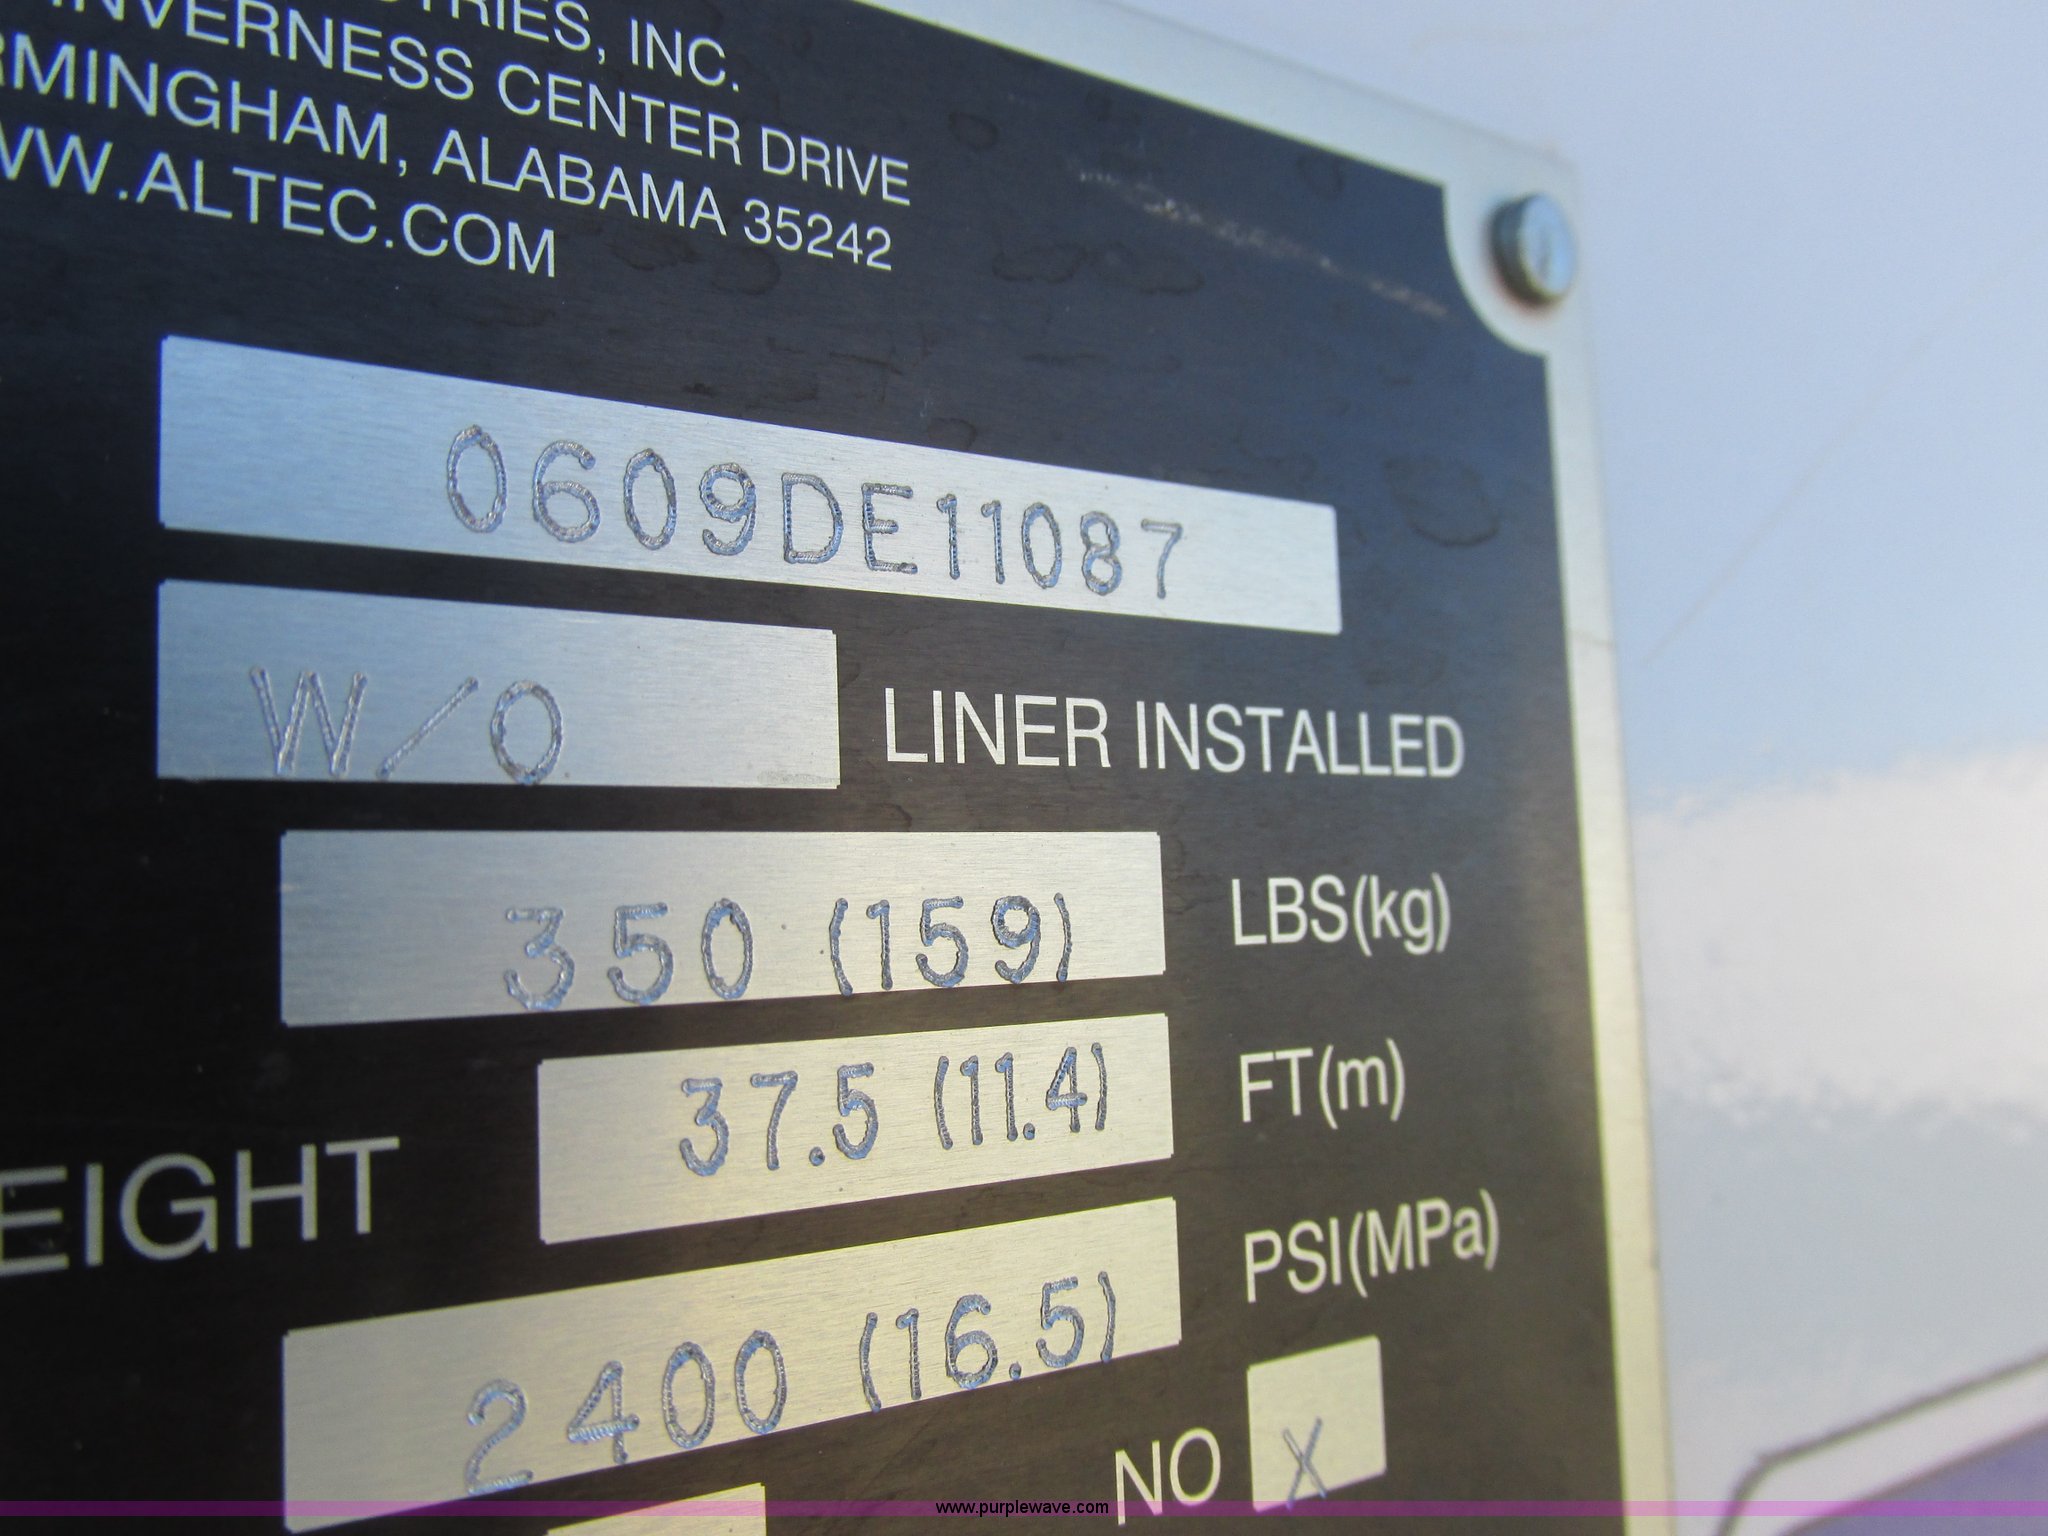 TRIES, INC.
INVERNESS CENTER DRIVE
RMINGHAM, ALABAMA 35242
WW.ALTEC.COM
0609DE11087
W/O LINER INSTALLED
350 (159) LBS(kg)
EIGHT 37.5 (11.4) FT(m)
2400 (16.5) PSI(MPa)
NO X
www.purplewave.com